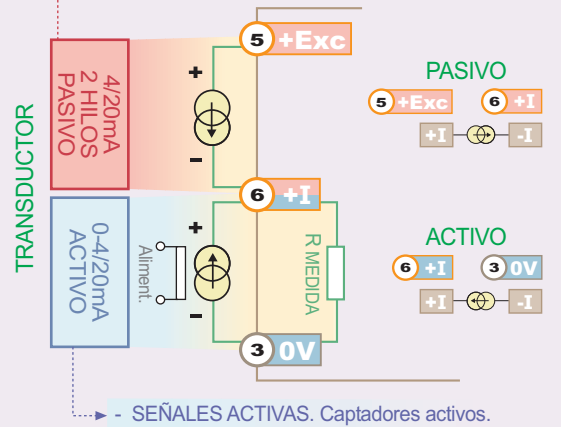 TRANSDUCTOR
4/20mA
2 HILOS
PASIVO
+
-
5 +Exc
6 +I
0-4/20mA
ACTIVO
Aliment.
+
-
R MEDIDA
3 0V
PASIVO
5 +Exc 6 +I
+I -I
ACTIVO
6 +I 3 0V
+I -I
- SEÑALES ACTIVAS. Captadores activos.